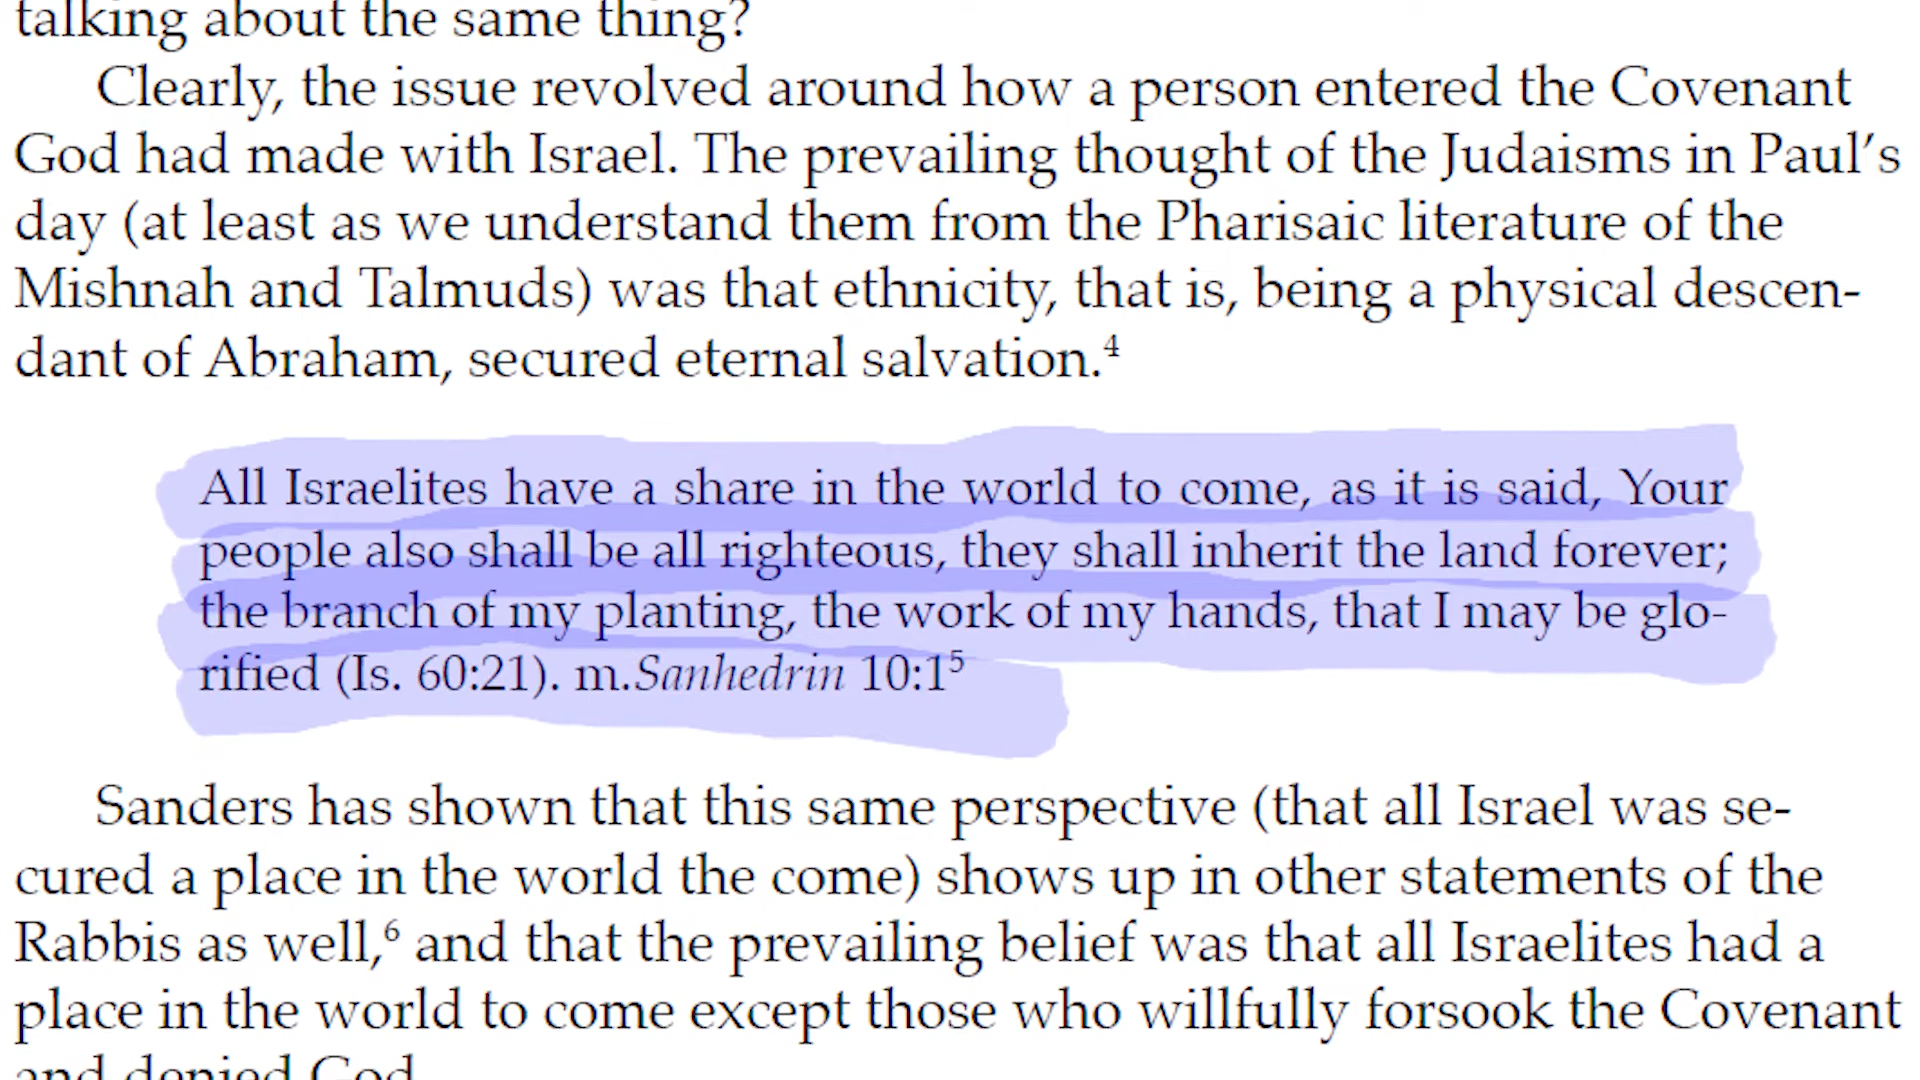 talking about the same thing?
Clearly, the issue revolved around how a person entered the Covenant
God had made with Israel. The prevailing thought of the Judaisms in Paul’s
day (at least as we understand them from the Pharisaic literature of the
Mishnah and Talmuds) was that ethnicity, that is, being a physical descen-
dant of Abraham, secured eternal salvation.⁴
All Israelites have a share in the world to come, as it is said, Your
people also shall be all righteous, they shall inherit the land forever;
the branch of my planting, the work of my hands, that I may be glo-
rified (Is. 60:21). m.Sanhedrin 10:1⁵
Sanders has shown that this same perspective (that all Israel was se-
cured a place in the world the come) shows up in other statements of the
Rabbis as well,⁶ and that the prevailing belief was that all Israelites had a
place in the world to come except those who willfully forsook the Covenant
and denied God